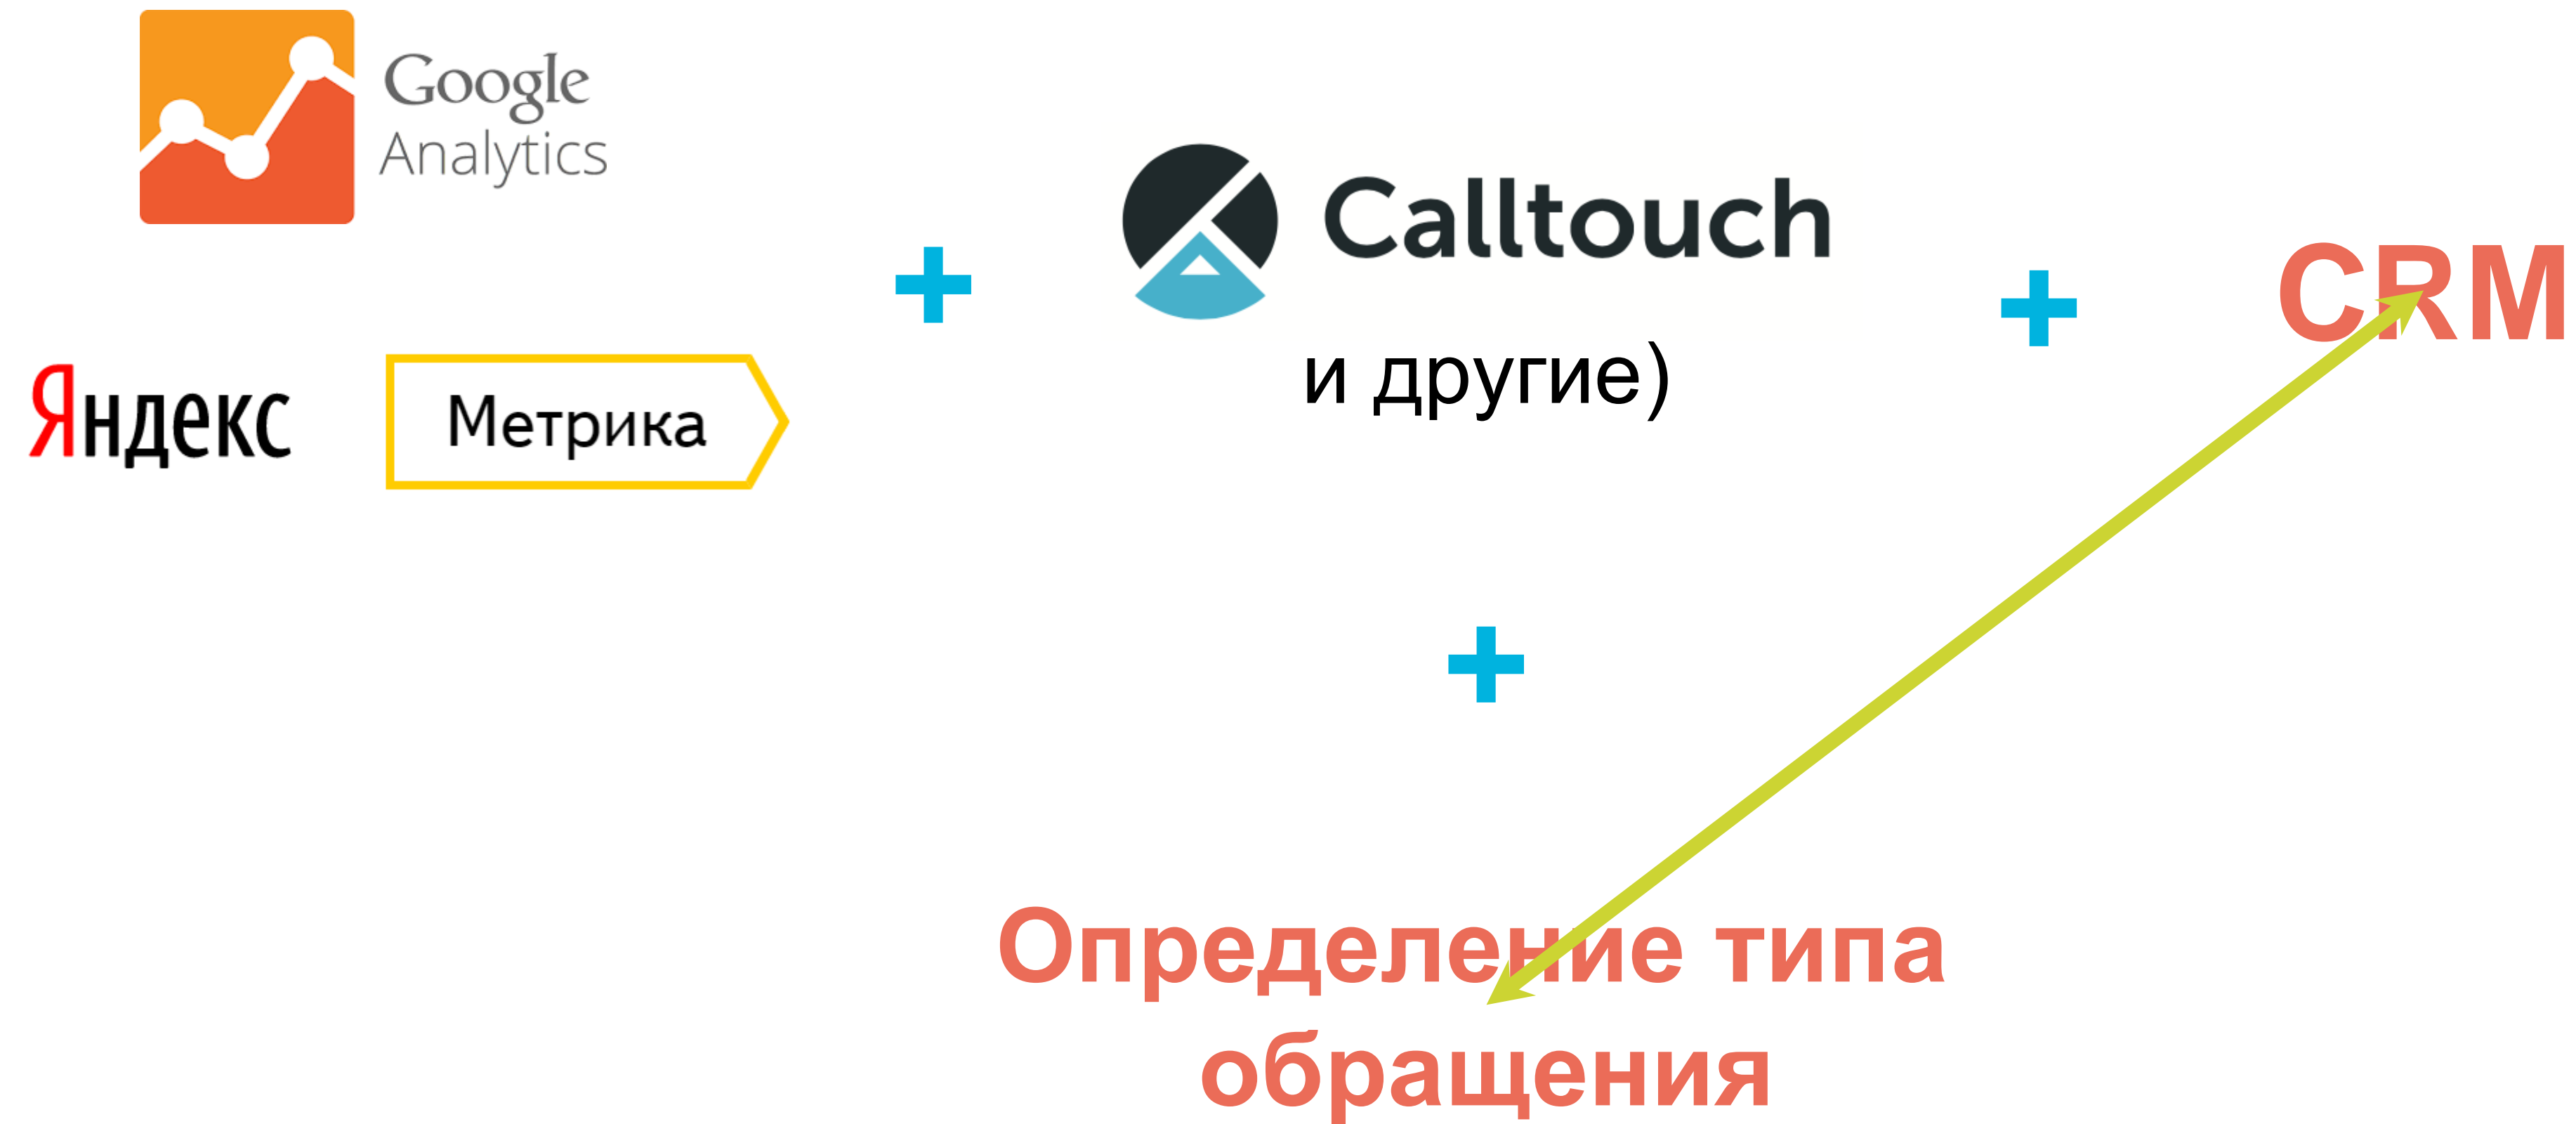 Google
Analytics
Яндекс
Метрика
+
Calltouch
и другие)
+
CRM
+
Определение типа
обращения